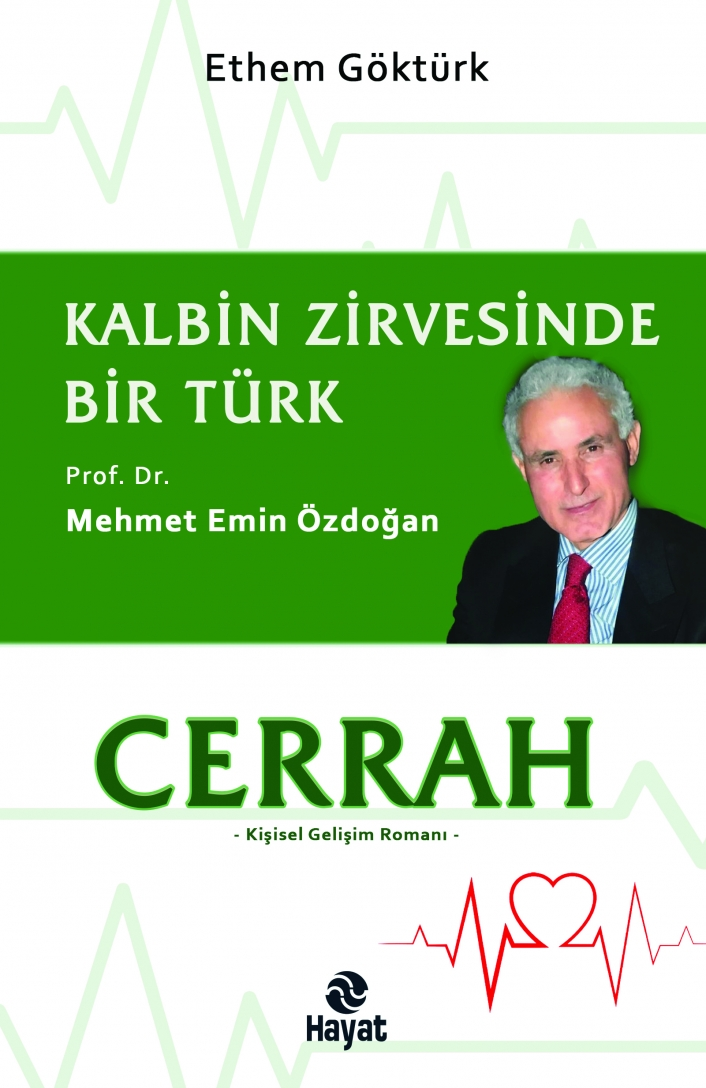 Ethem Göktürk
KALBİN ZİRVESİNDE
BİR TÜRK
Prof. Dr.
Mehmet Emin Özdoğan
CERRAH
- Kişisel Gelişim Romanı -
Hayat